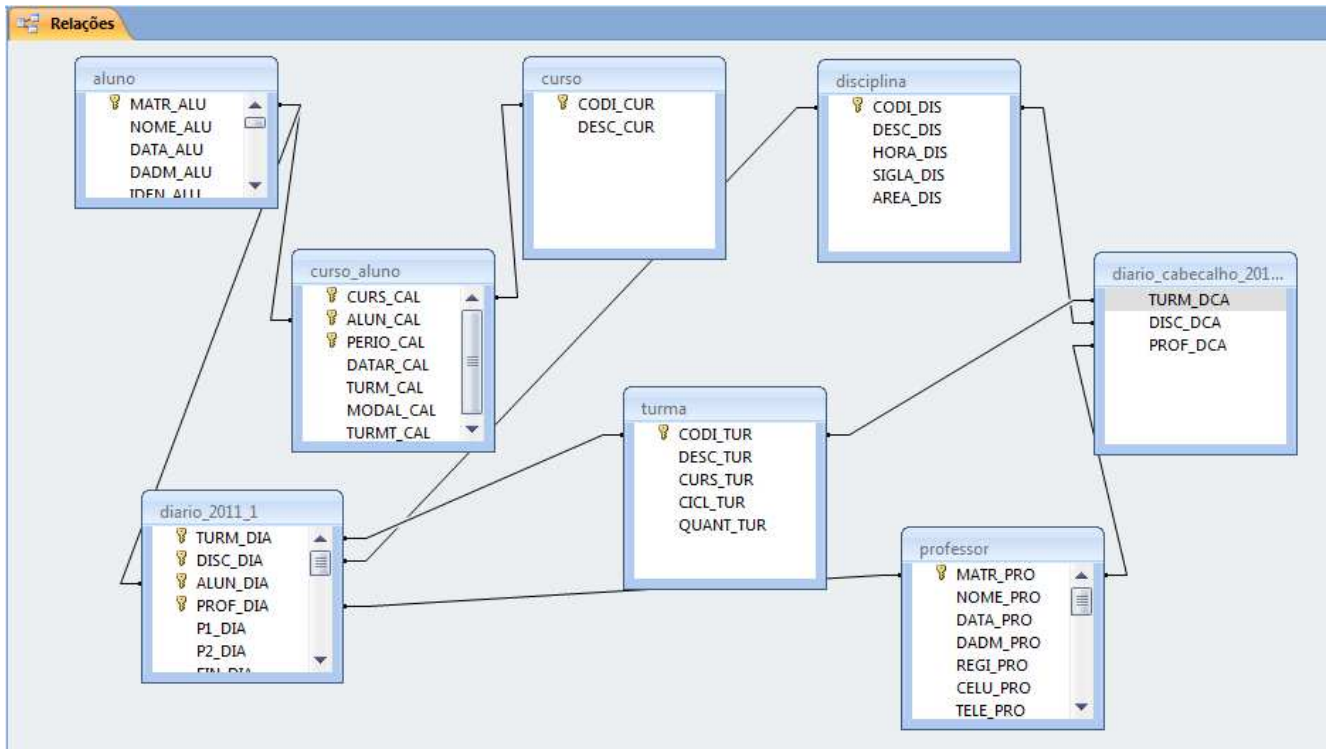 Relações
aluno
MATR_ALU
NOME_ALU
DATA_ALU
DADM_ALU
IDEN_ALU
curso
CODI_CUR
DESC_CUR
disciplina
CODI_DIS
DESC_DIS
HORA_DIS
SIGLA_DIS
AREA_DIS
curso_aluno
CURS_CAL
ALUN_CAL
PERIO_CAL
DATAR_CAL
TURM_CAL
MODAL_CAL
TURMT_CAL
diario_cabecalho_201...
TURM_DCA
DISC_DCA
PROF_DCA
turma
CODI_TUR
DESC_TUR
CURS_TUR
CICL_TUR
QUANT_TUR
diario_2011_1
TURM_DIA
DISC_DIA
ALUN_DIA
PROF_DIA
P1_DIA
P2_DIA
FIN_DIA
professor
MATR_PRO
NOME_PRO
DATA_PRO
DADM_PRO
REGI_PRO
CELU_PRO
TELE_PRO